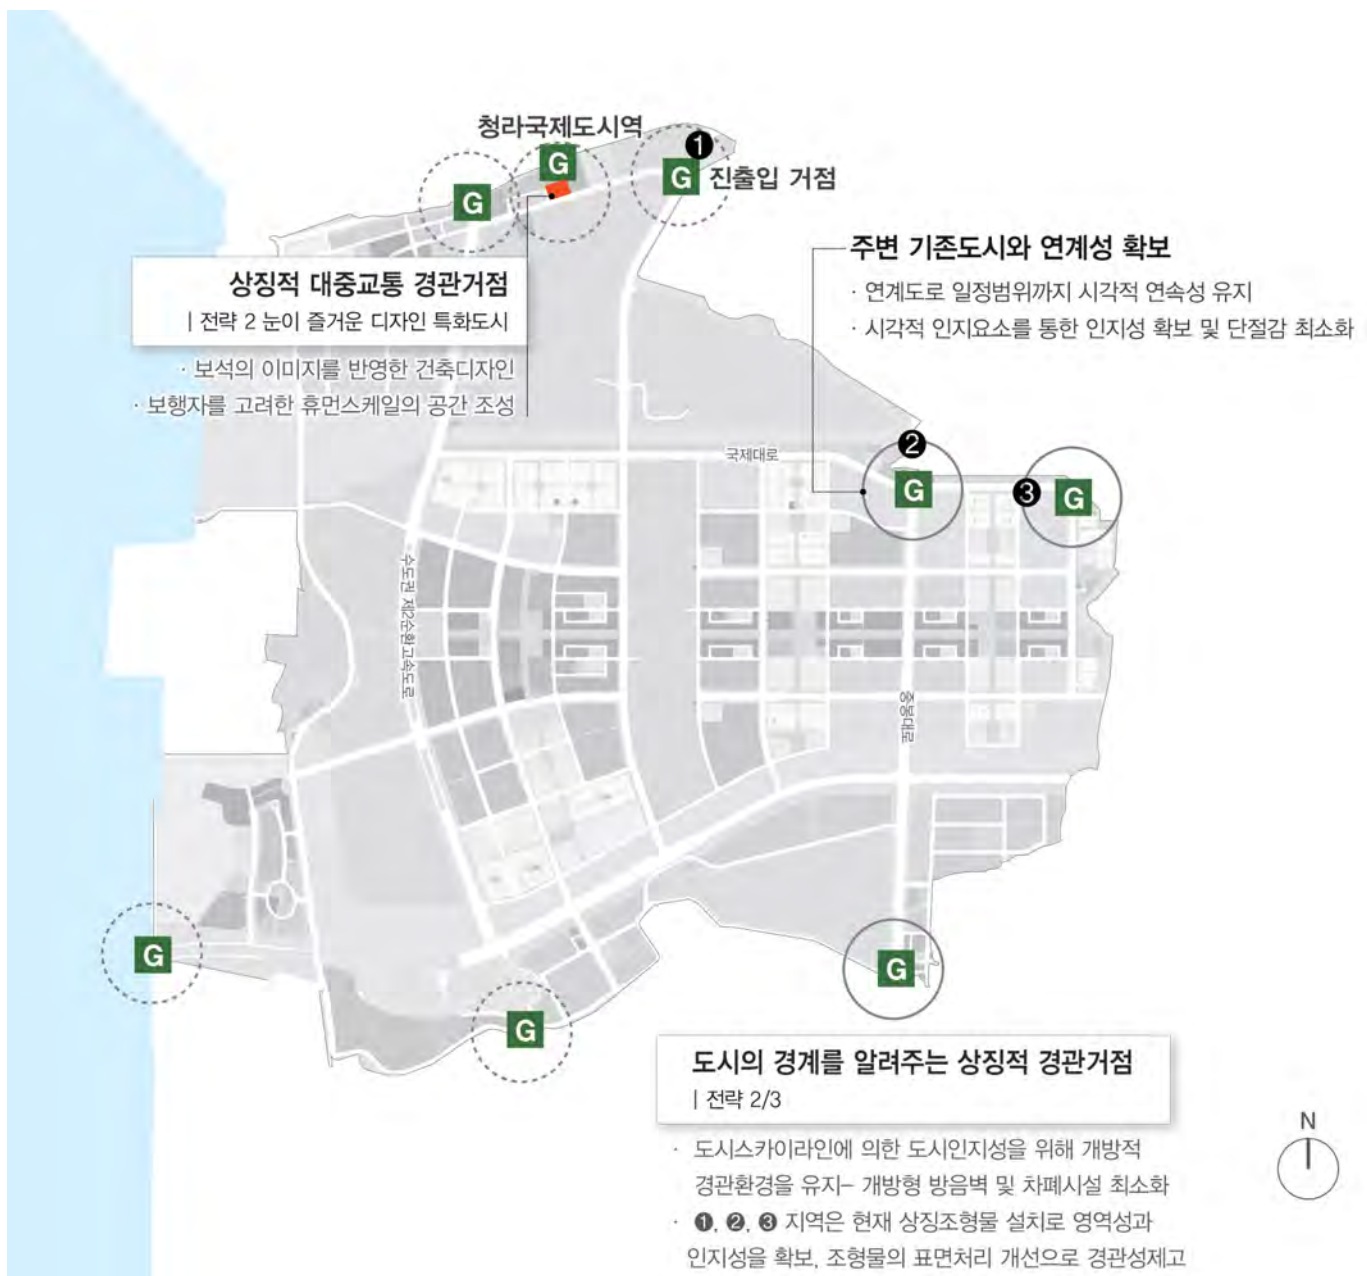 청라국제도시역
❶
G
G
G
진출입 거점
상징적 대중교통 경관거점
| 전략 2 눈이 즐거운 디자인 특화도시
· 보석의 이미지를 반영한 건축디자인
· 보행자를 고려한 휴먼스케일의 공간 조성
주변 기존도시와 연계성 확보
· 연계도로 일정범위까지 시각적 연속성 유지
· 시각적 인지요소를 통한 인지성 확보 및 단절감 최소화
국제대로
❷
G
❸
G
수도권 제2순환고속도로
중봉대로
G
G
G
도시의 경계를 알려주는 상징적 경관거점
| 전략 2/3
· 도시스카이라인에 의한 도시인지성을 위해 개방적
경관환경을 유지– 개방형 방음벽 및 차폐시설 최소화
· ❶, ❷, ❸ 지역은 현재 상징조형물 설치로 영역성과
인지성을 확보, 조형물의 표면처리 개선으로 경관성제고
N